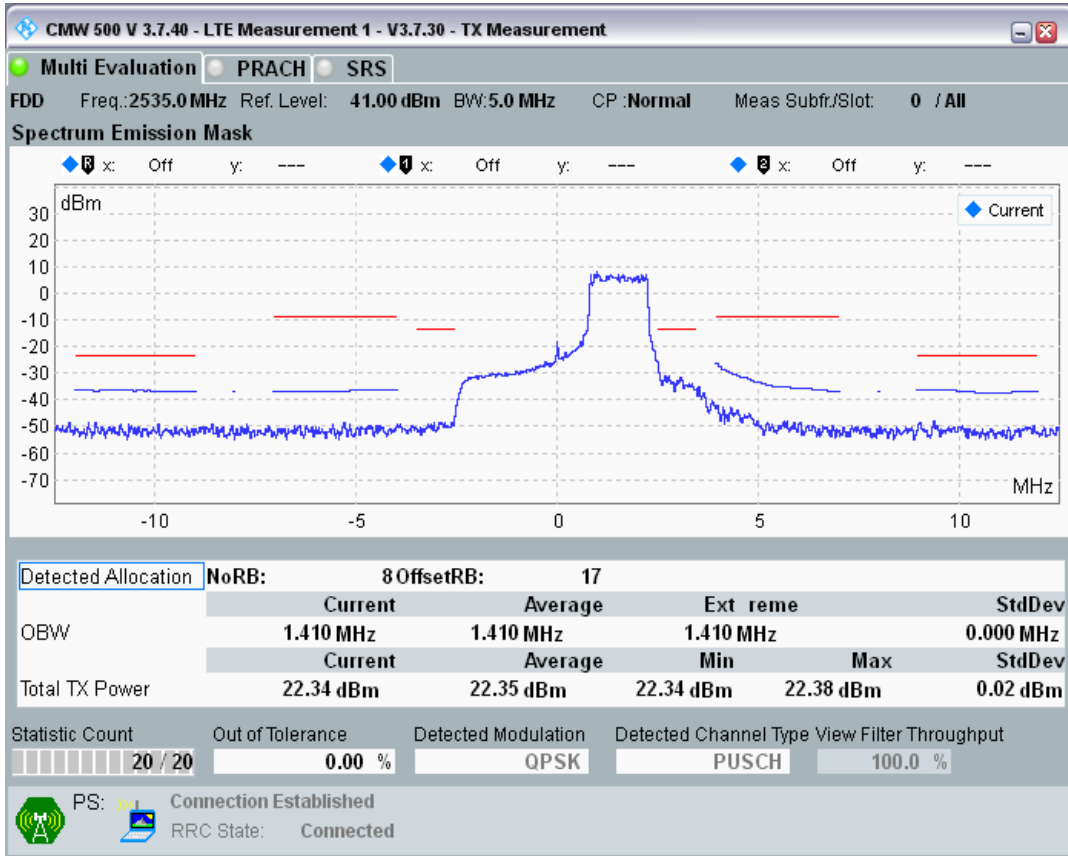 CMW 500 V 3.7.40 - LTE Measurement 1 - V3.7.30 - TX Measurement
Multi Evaluation PRACH SRS
FDD Freq.:2535.0 MHz Ref. Level: 41.00 dBm BW:5.0 MHz CP :Normal Meas Subfr./Slot: 0 / All
Spectrum Emission Mask
R x: Off y: --- 1 x: Off y: --- 2 x: Off y: ---
dBm
Current
30
20
10
0
-10
-20
-30
-40
-50
-60
-70
MHz
-10 -5 0 5 10
Detected Allocation NoRB: 8 OffsetRB: 17
Current Average Ext reme StdDev
OBW 1.410 MHz 1.410 MHz 1.410 MHz 0.000 MHz
Current Average Min Max StdDev
Total TX Power 22.34 dBm 22.35 dBm 22.34 dBm 22.38 dBm 0.02 dBm
Statistic Count Out of Tolerance Detected Modulation Detected Channel Type View Filter Throughput
20 / 20 0.00 % QPSK PUSCH 100.0 %
PS: Connection Established
RRC State: Connected